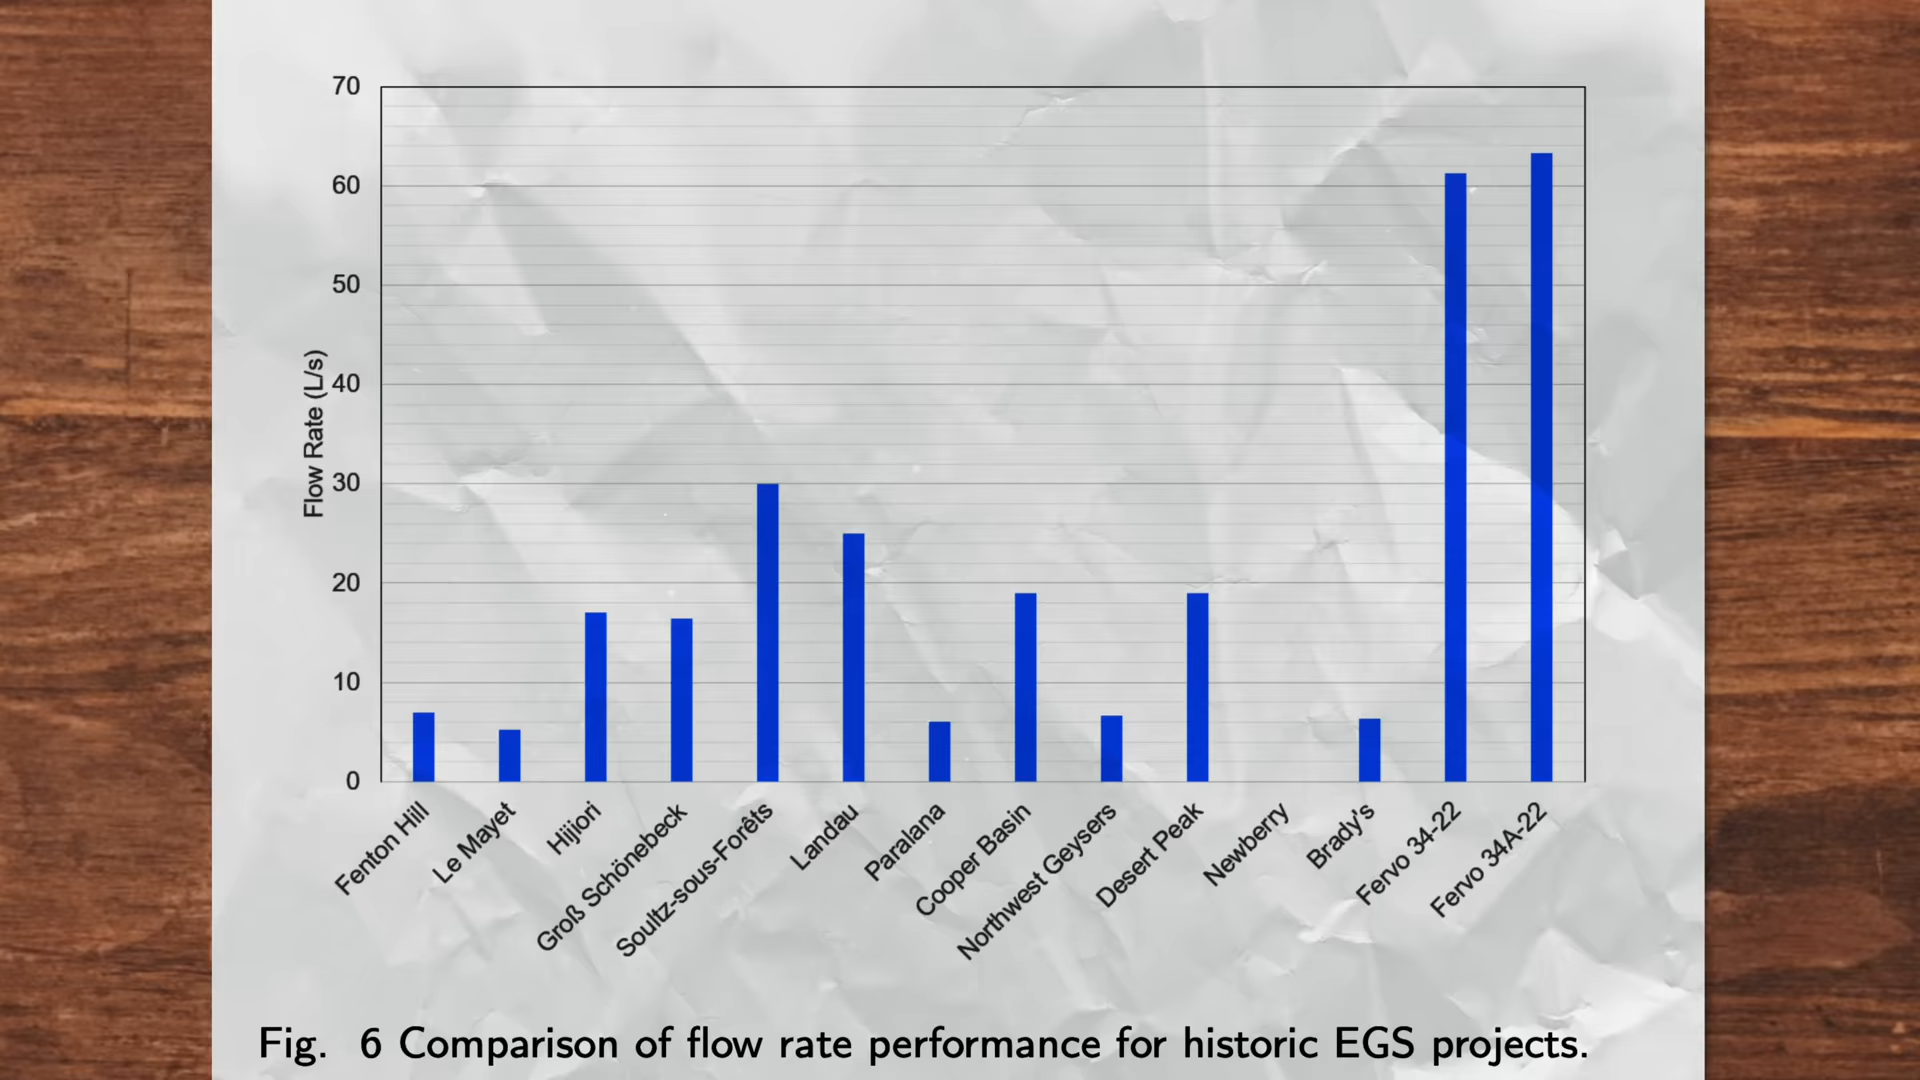 70
60
50
40
30
20
10
0
Flow Rate (L/s)
Fenton Hill
Le Mayet
Hijiori
Groß Schönebeck
Soultz-sous-Forêts
Landau
Paralana
Cooper Basin
Northwest Geysers
Desert Peak
Newberry
Brady's
Fervo 34-22
Fervo 34A-22
Fig. 6 Comparison of flow rate performance for historic EGS projects.